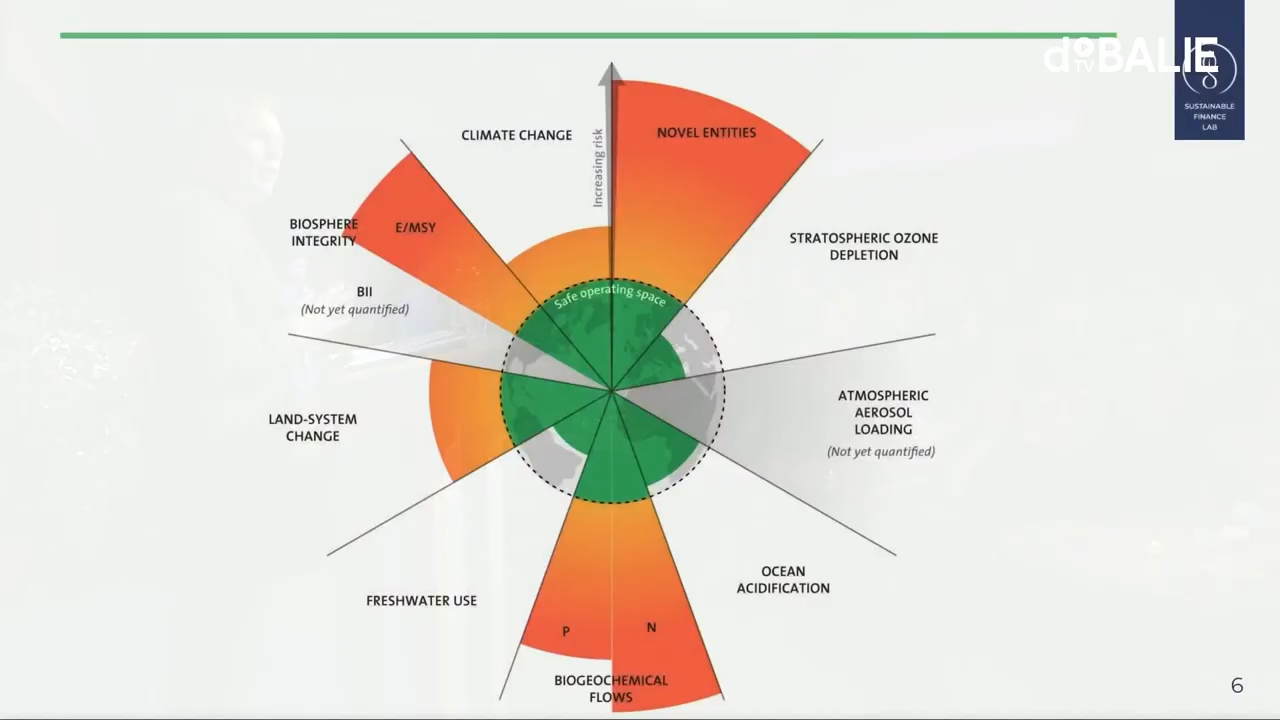 dOBALIE
TV
SUSTAINABLE
FINANCE
LAB
CLIMATE CHANGE
Increasing risk
NOVEL ENTITIES
BIOSPHERE
INTEGRITY
E/MSY
STRATOSPHERIC OZONE
DEPLETION
BII
(Not yet quantified)
Safe operating space
LAND-SYSTEM
CHANGE
ATMOSPHERIC
AEROSOL
LOADING
(Not yet quantified)
FRESHWATER USE
OCEAN
ACIDIFICATION
P
N
BIOGEOCHEMICAL
FLOWS
6